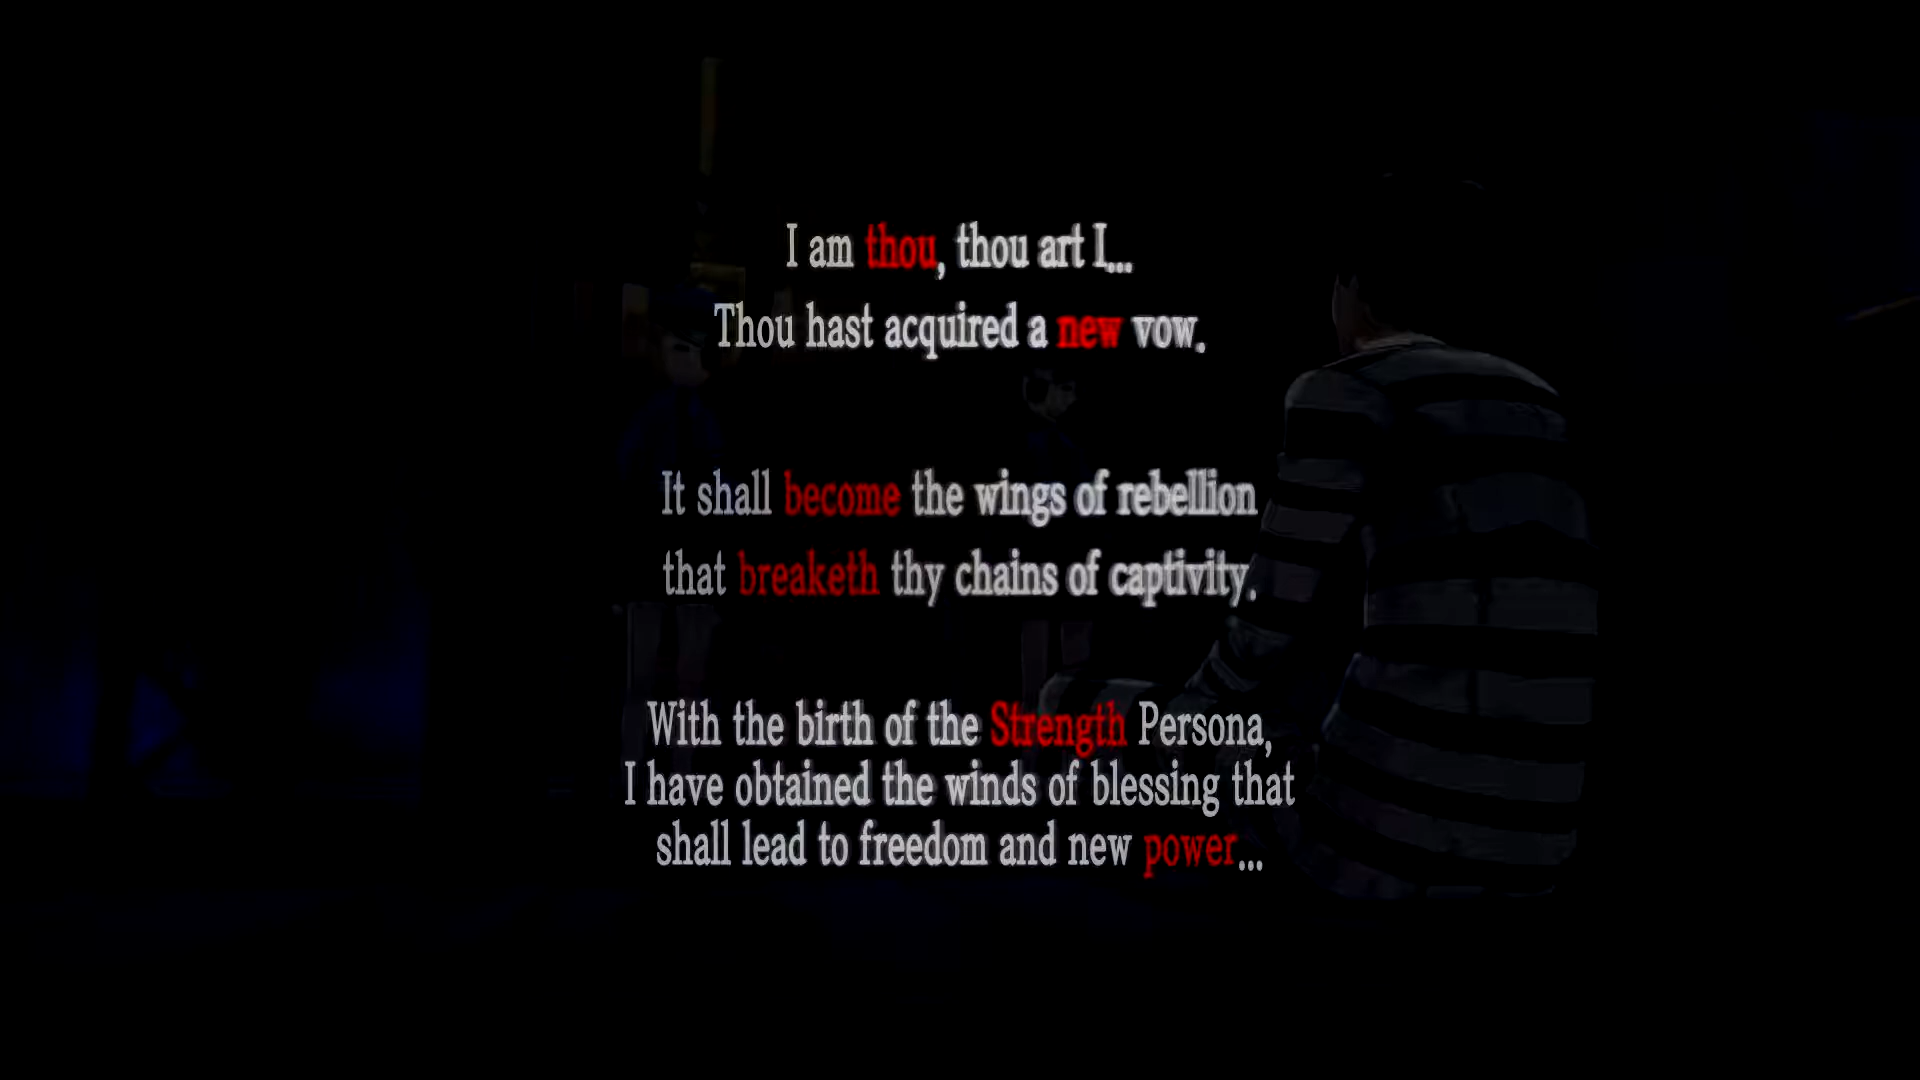 I am thou, thou art I...
Thou hast acquired a new vow.
It shall become the wings of rebellion
that breaketh thy chains of captivity.
With the birth of the Strength Persona,
I have obtained the winds of blessing that
shall lead to freedom and new power...